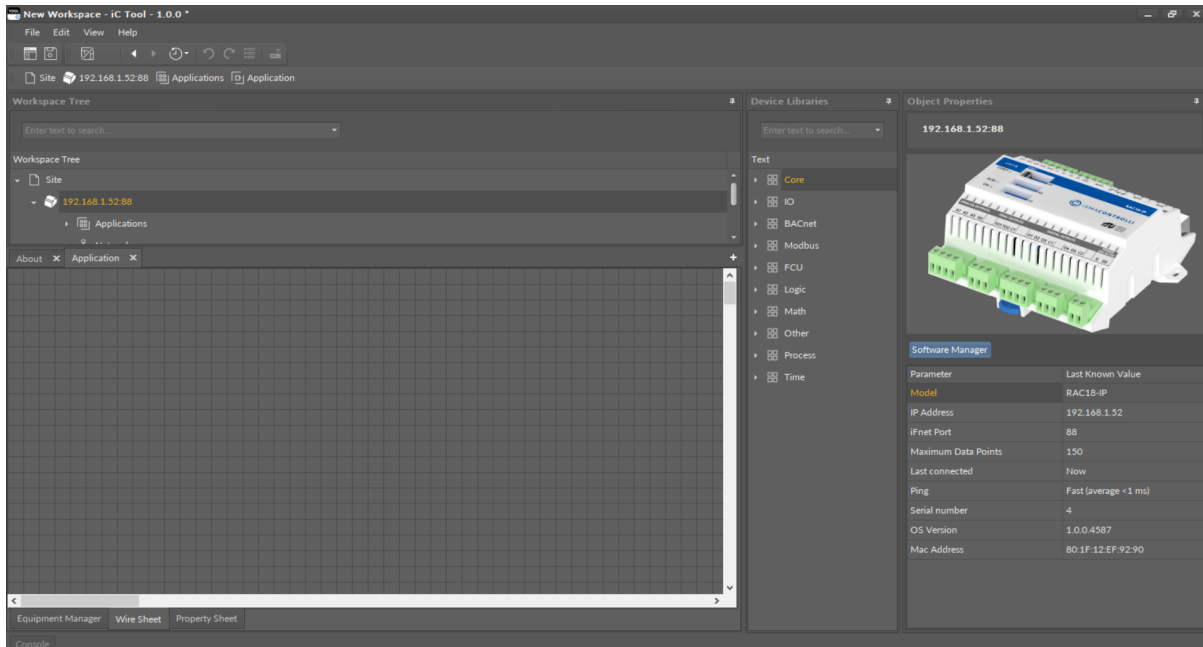 New Workspace - iC Tool - 1.0.0 *
File Edit View Help
Site 192.168.1.52:88 Applications Application
Workspace Tree
Enter text to search...
Workspace Tree
Site
192.168.1.52:88
Applications
About Application
Equipment Manager Wire Sheet Property Sheet
Console
Device Libraries
Enter text to search...
Text
Core
IO
BACnet
Modbus
FCU
Logic
Math
Other
Process
Time
Object Properties
192.168.1.52:88
CONTROLLI
RAC18-IP
Software Manager
Parameter Last Known Value
Model RAC18-IP
IP Address 192.168.1.52
iFnet Port 88
Maximum Data Points 150
Last connected Now
Ping Fast (average <1 ms)
Serial number 4
OS Version 1.0.0.4587
Mac Address 80:1F:12:EF:92:90